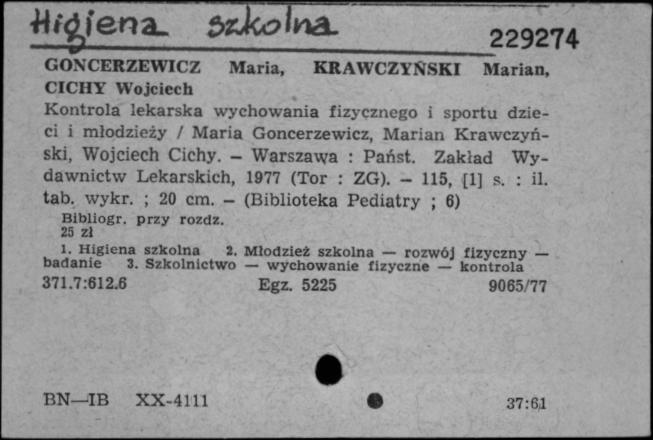 Higiena szkolna
229274
GONCERZEWICZ Maria, KRAWCZYŃSKI Marian,
CICHY Wojciech
Kontrola lekarska wychowania fizycznego i sportu dzie-
ci i młodzieży / Maria Goncerzewicz, Marian Krawczyń-
ski, Wojciech Cichy. — Warszawa : Państ. Zakład Wy-
dawnictw Lekarskich, 1977 (Tor : ZG). — 115, [1] s. : il.
tab. wykr. ; 20 cm. — (Biblioteka Pediatry ; 6)
Bibliogr. przy rozdz.
25 zł
1. Higiena szkolna 2. Młodzież szkolna — rozwój fizyczny —
badanie 3. Szkolnictwo — wychowanie fizyczne — kontrola
371.7:612.6 Egz. 5225 9065/77
BN—IB XX-4111 37:61